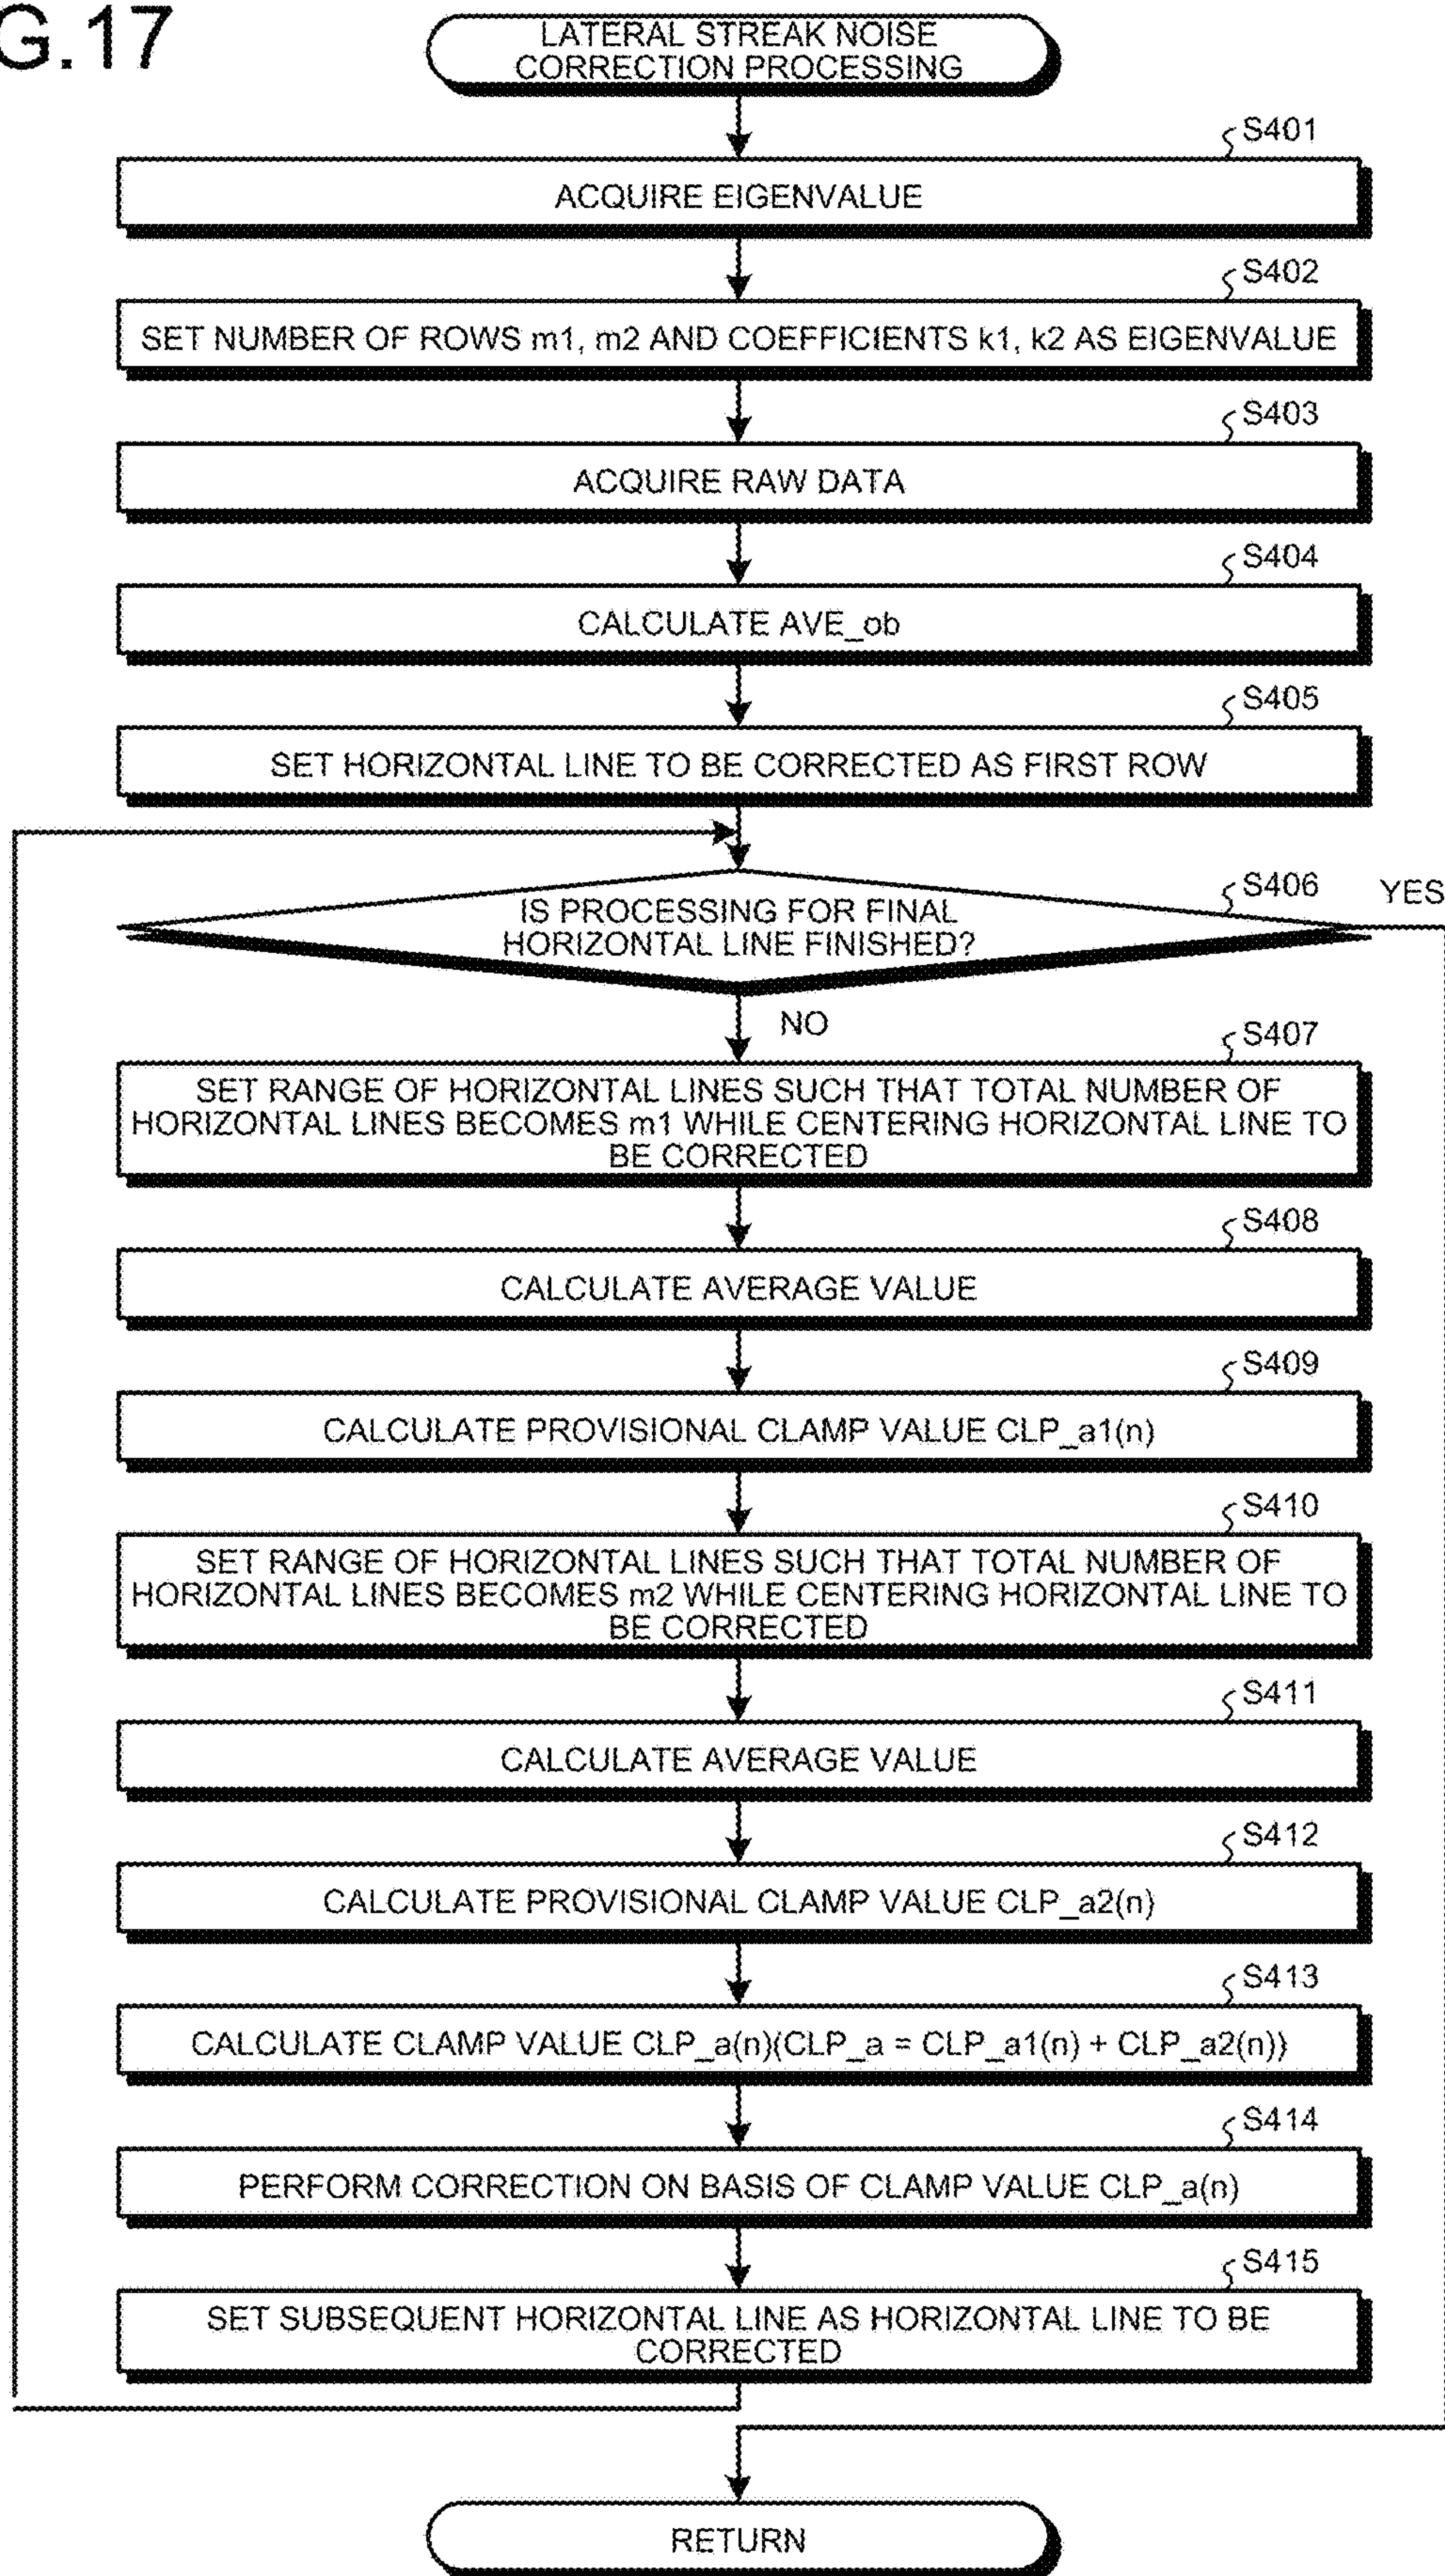 G.17
LATERAL STREAK NOISE
CORRECTION PROCESSING
S401
ACQUIRE EIGENVALUE
S402
SET NUMBER OF ROWS m1, m2 AND COEFFICIENTS k1, k2 AS EIGENVALUE
S403
ACQUIRE RAW DATA
S404
CALCULATE AVE_ob
S405
SET HORIZONTAL LINE TO BE CORRECTED AS FIRST ROW
S406
YES
IS PROCESSING FOR FINAL
HORIZONTAL LINE FINISHED?
NO
S407
SET RANGE OF HORIZONTAL LINES SUCH THAT TOTAL NUMBER OF
HORIZONTAL LINES BECOMES m1 WHILE CENTERING HORIZONTAL LINE TO
BE CORRECTED
S408
CALCULATE AVERAGE VALUE
S409
CALCULATE PROVISIONAL CLAMP VALUE CLP_a1(n)
S410
SET RANGE OF HORIZONTAL LINES SUCH THAT TOTAL NUMBER OF
HORIZONTAL LINES BECOMES m2 WHILE CENTERING HORIZONTAL LINE TO
BE CORRECTED
S411
CALCULATE AVERAGE VALUE
S412
CALCULATE PROVISIONAL CLAMP VALUE CLP_a2(n)
S413
CALCULATE CLAMP VALUE CLP_a(n)(CLP_a = CLP_a1(n) + CLP_a2(n))
S414
PERFORM CORRECTION ON BASIS OF CLAMP VALUE CLP_a(n)
S415
SET SUBSEQUENT HORIZONTAL LINE AS HORIZONTAL LINE TO BE
CORRECTED
RETURN